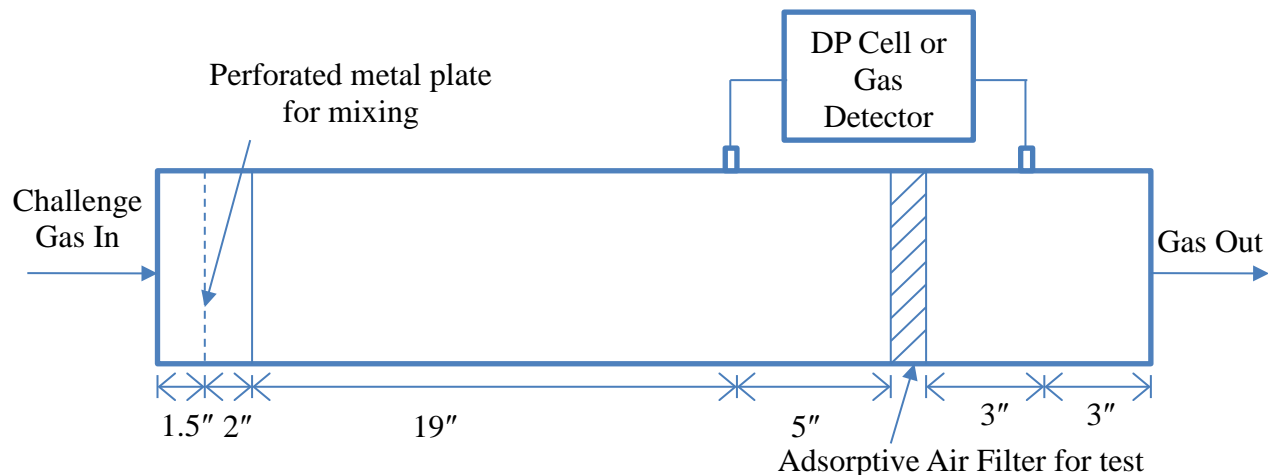 DP Cell or
Gas
Detector
Perforated metal plate
for mixing
Challenge
Gas In
Gas Out
1.5″ 2″ 19″ 5″ 3″ 3″
Adsorptive Air Filter for test